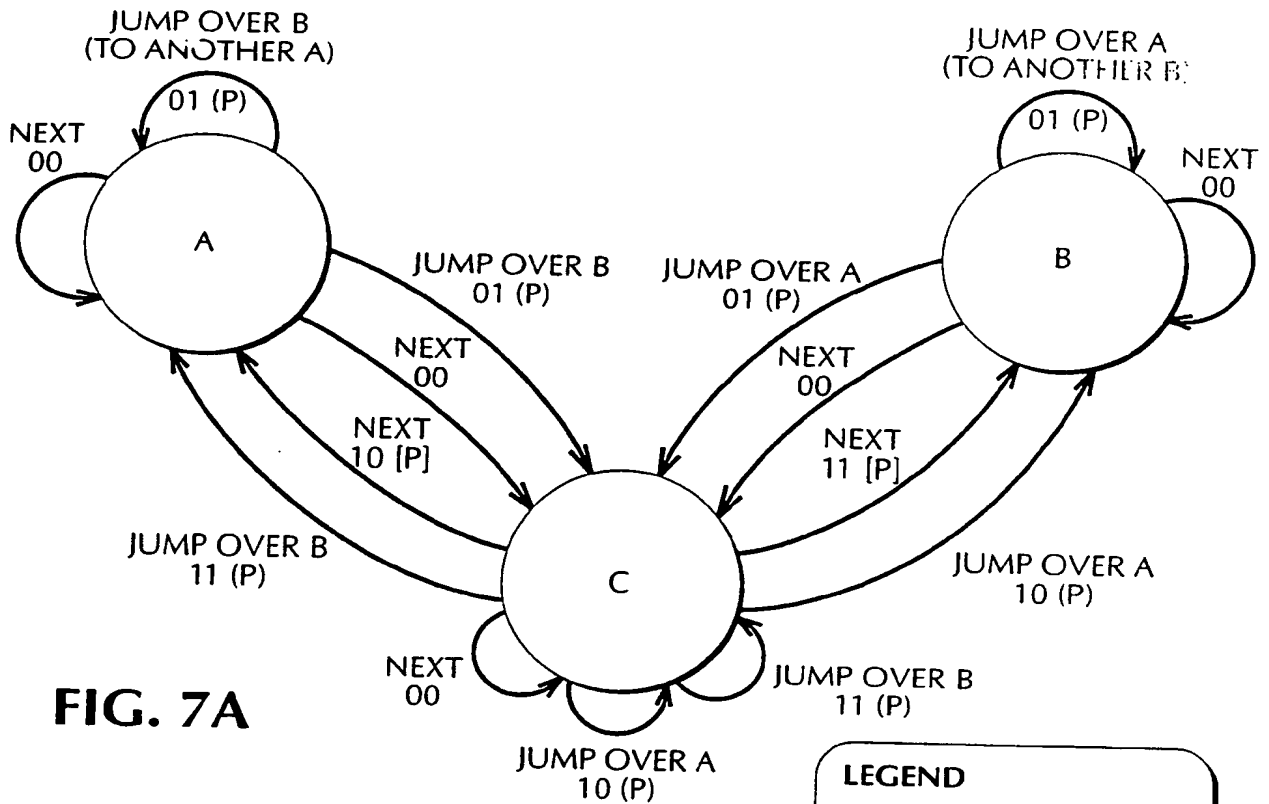 JUMP OVER B
(TO ANOTHER A)
01 (P)
NEXT
00
A
JUMP OVER A
(TO ANOTHER B)
01 (P)
NEXT
00
B
JUMP OVER B
01 (P)
JUMP OVER A
01 (P)
NEXT
00
NEXT
00
NEXT
10 [P]
NEXT
11 [P]
JUMP OVER B
11 (P)
JUMP OVER A
10 (P)
C
NEXT
00
JUMP OVER B
11 (P)
JUMP OVER A
10 (P)
FIG. 7A
LEGEND